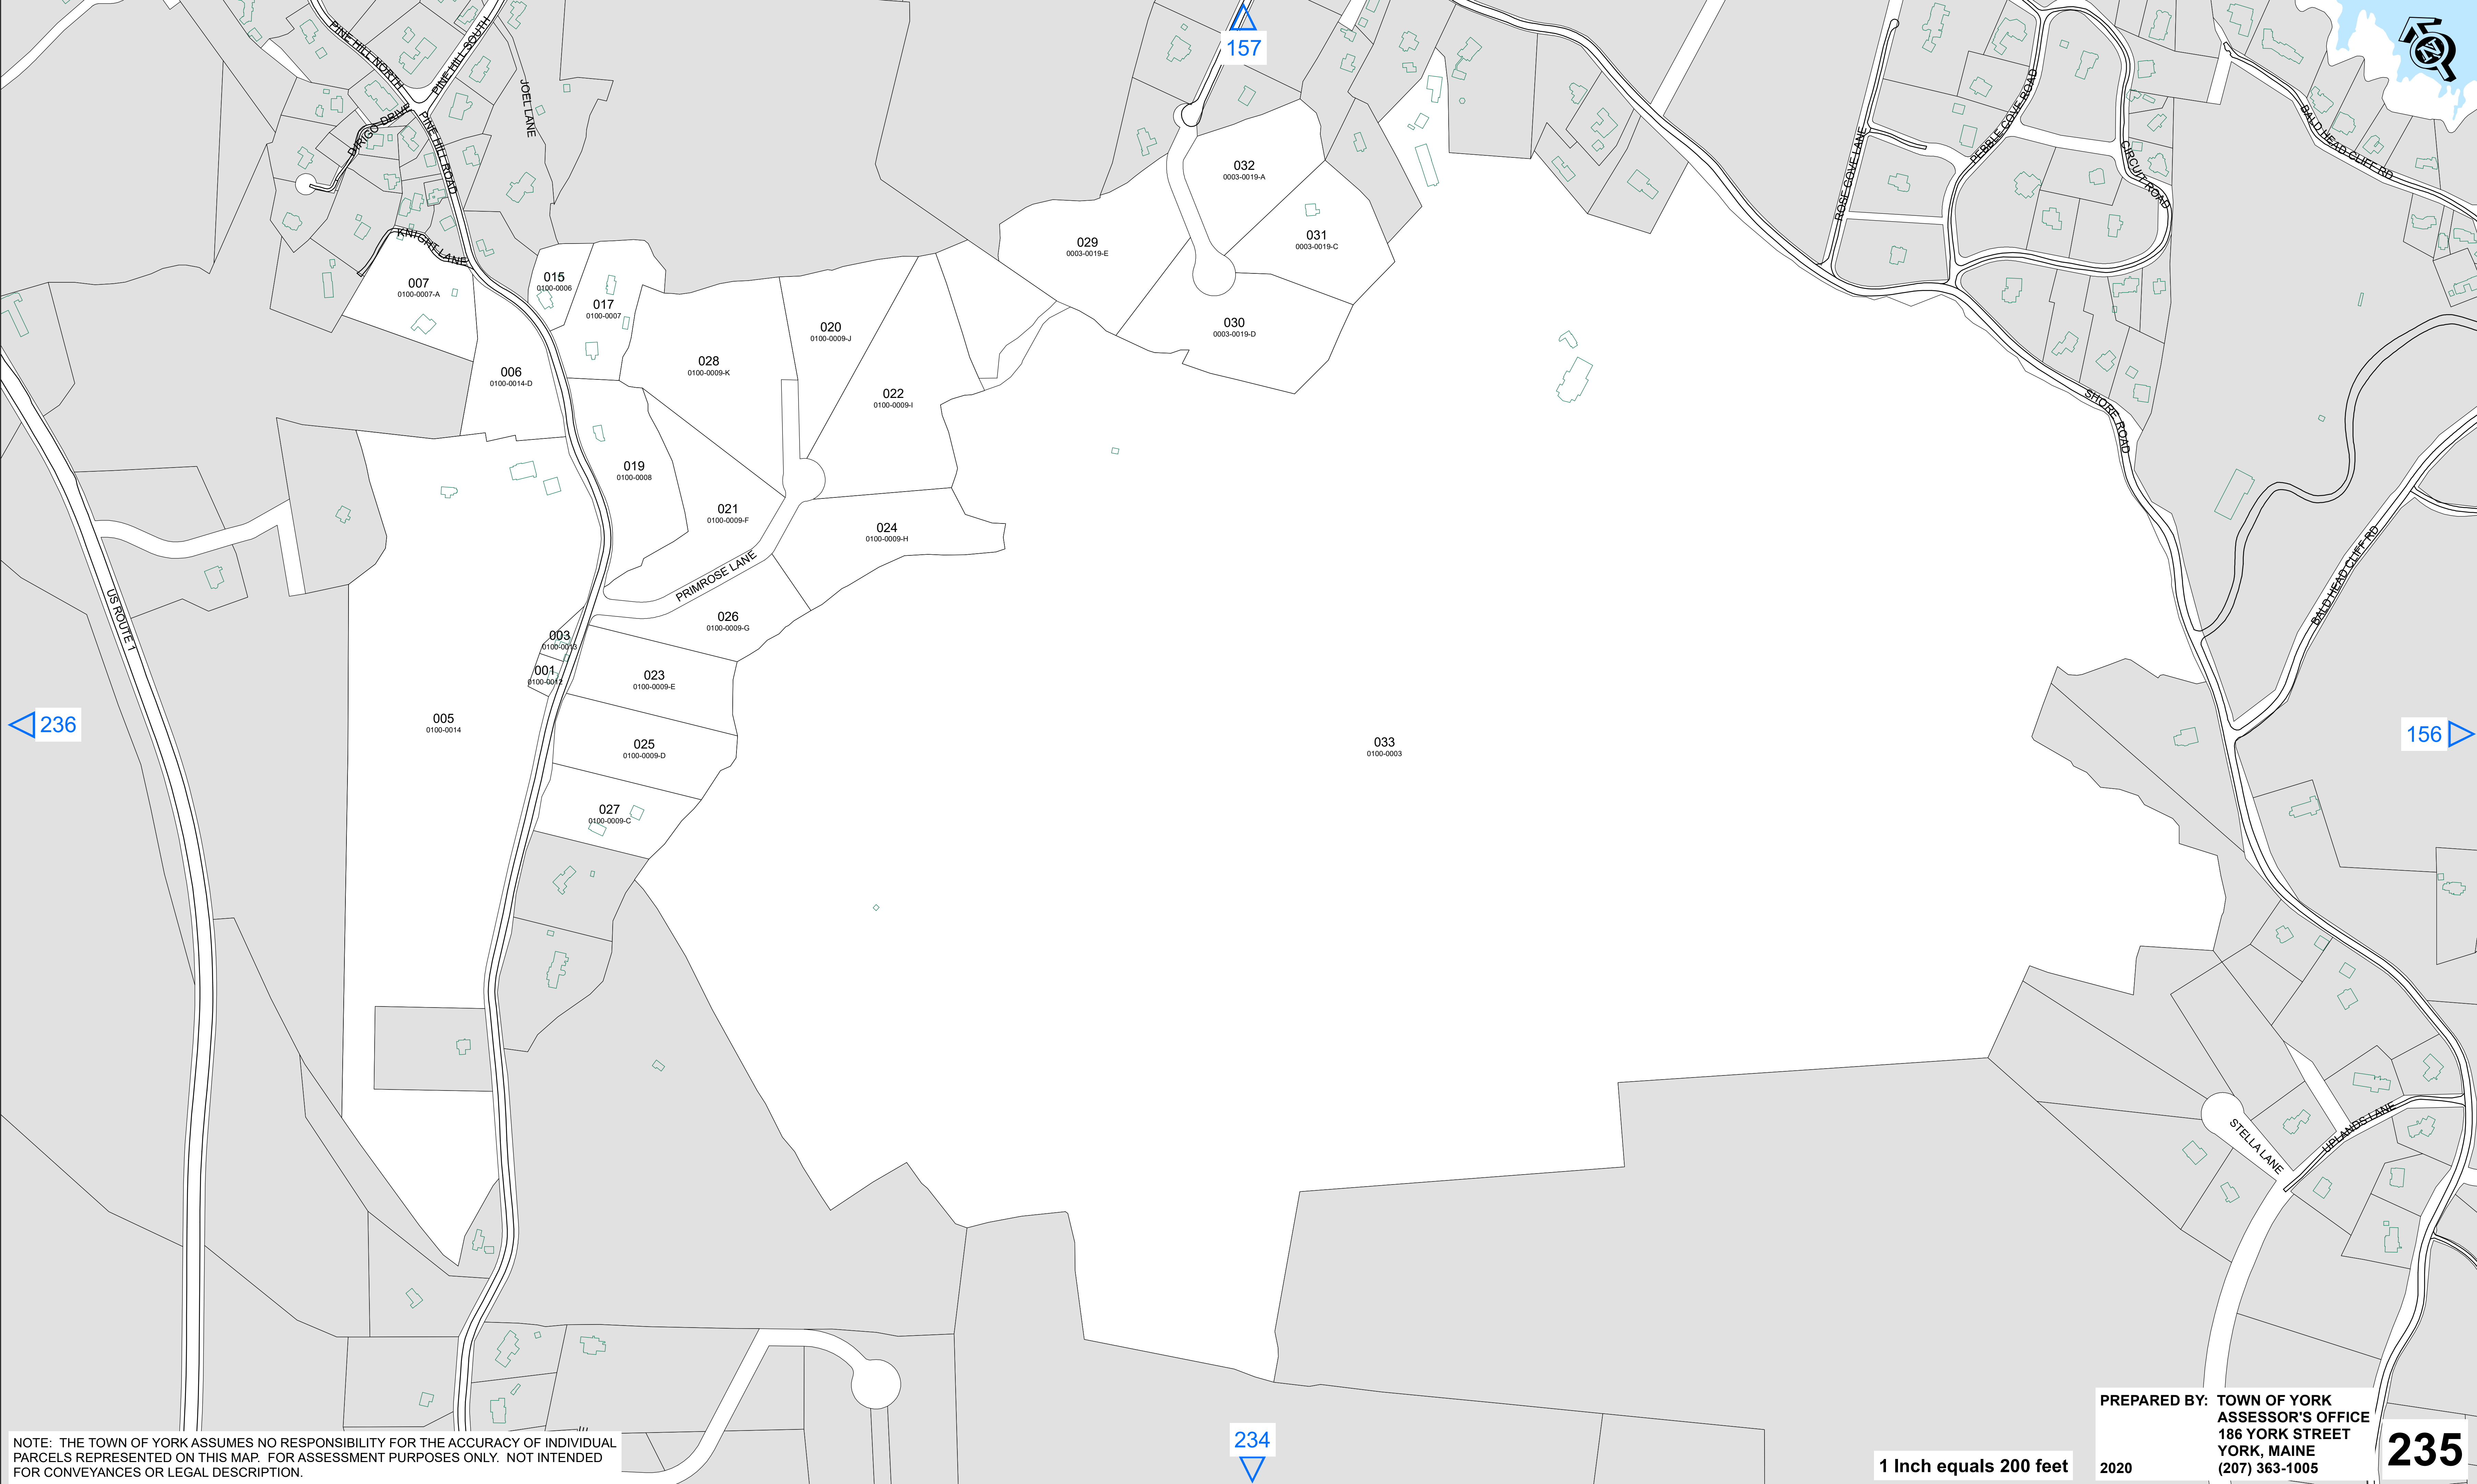 PINE HILL NORTH
PINE HILL SOUTH
JOEL LANE
DIRIGO DRIVE
PINE HILL ROAD
KNIGHT LANE
157
N
ROSE COVE LANE
PEBBLE COVE ROAD
CIRCUIT ROAD
BALD HEAD CLIFF RD
032
0003-0019-A
029
0003-0019-E
031
0003-0019-C
007
0100-0007-A
015
0100-0006
017
0100-0007
020
0100-0009-J
030
0003-0019-D
006
0100-0014-D
028
0100-0009-K
022
0100-0009-I
SHORE ROAD
019
0100-0008
021
0100-0009-F
024
0100-0009-H
US ROUTE 1
PRIMROSE LANE
BALD HEAD CLIFF RD
026
0100-0009-G
003
0100-0013
001
0100-0012
023
0100-0009-E
236
005
0100-0014
025
0100-0009-D
033
0100-0003
156
027
0100-0009-C
STELLA LANE
UPLANDS LANE
234
NOTE: THE TOWN OF YORK ASSUMES NO RESPONSIBILITY FOR THE ACCURACY OF INDIVIDUAL
PARCELS REPRESENTED ON THIS MAP. FOR ASSESSMENT PURPOSES ONLY. NOT INTENDED
FOR CONVEYANCES OR LEGAL DESCRIPTION.
1 Inch equals 200 feet
PREPARED BY: TOWN OF YORK
ASSESSOR'S OFFICE
186 YORK STREET
YORK, MAINE
2020 (207) 363-1005
235